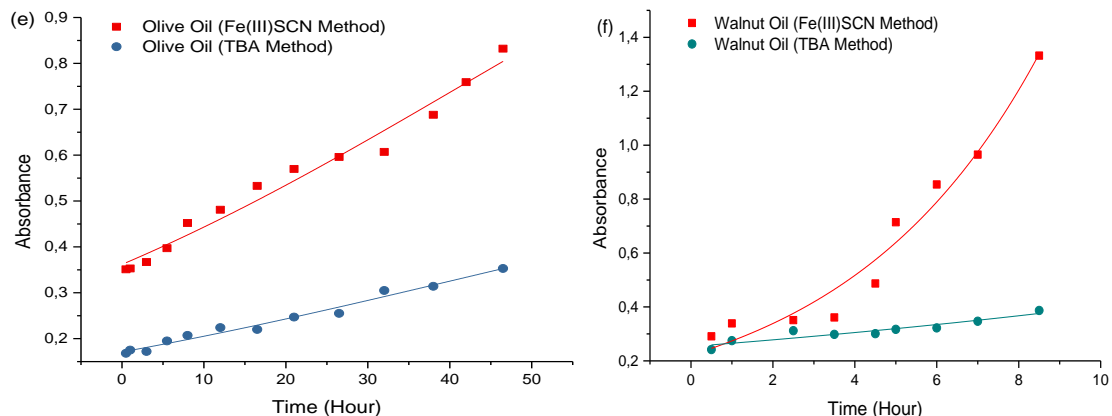 (e)
Olive Oil (Fe(III)SCN Method)
Olive Oil (TBA Method)
0,9
0,8
0,7
0,6
0,5
0,4
0,3
0,2
Absorbance
0 10 20 30 40 50
Time (Hour)
(f)
Walnut Oil (Fe(III)SCN Method)
Walnut Oil (TBA Method)
1,4
1,2
1,0
0,8
0,6
0,4
0,2
Absorbance
0 2 4 6 8 10
Time (Hour)